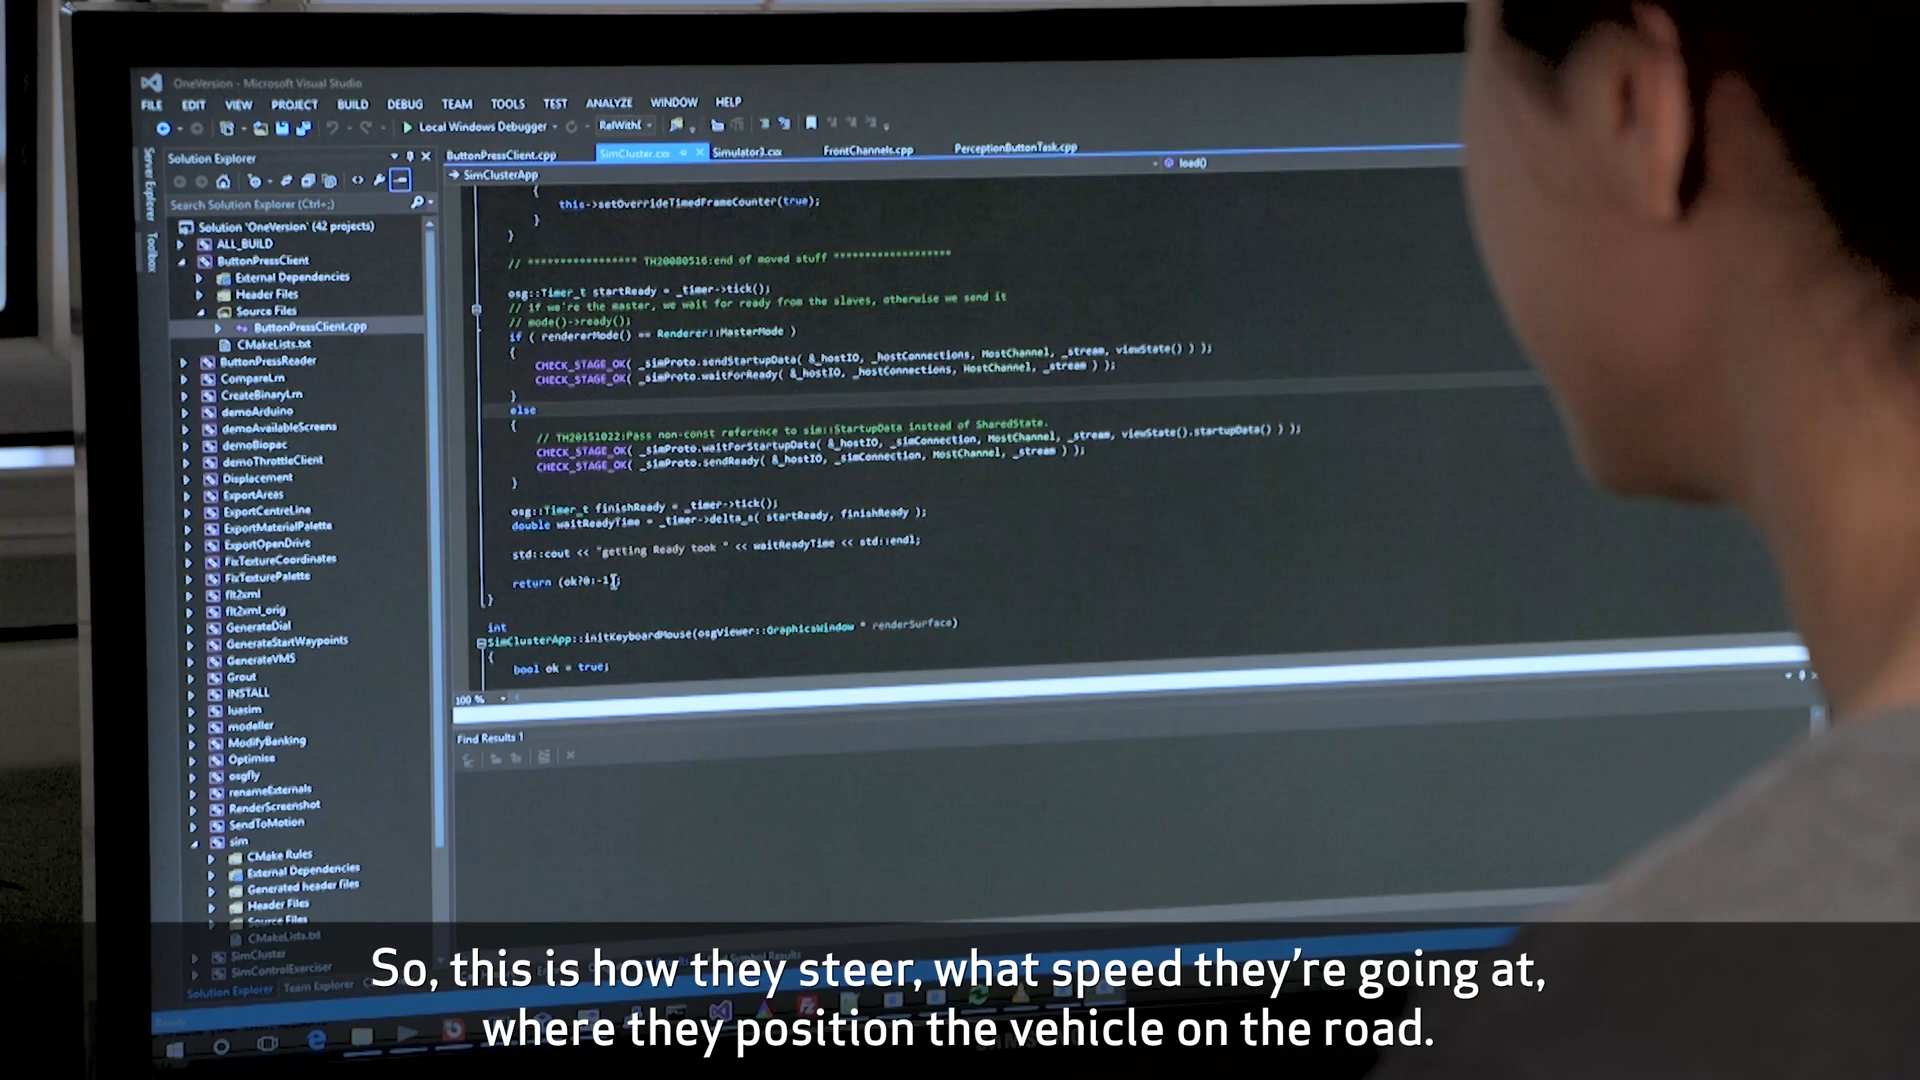 OneVersion - Microsoft Visual Studio
FILE EDIT VIEW PROJECT BUILD DEBUG TEAM TOOLS TEST ANALYZE WINDOW HELP
Local Windows Debugger RelWithI
Server Explorer
Toolbox
Solution Explorer
Search Solution Explorer (Ctrl+;)
Solution 'OneVersion' (42 projects)
ALL_BUILD
ButtonPressClient
External Dependencies
Header Files
Source Files
ButtonPressClient.cpp
CMakeLists.txt
ButtonPressReader
CompareLrn
CreateBinaryLrn
demoArduino
demoAvailableScreens
demoBiopac
demoThrottleClient
Displacement
ExportAreas
ExportCentreLine
ExportMaterialPalette
ExportOpenDrive
FixTextureCoordinates
FixTexturePalette
flt2xml
flt2xml_orig
GenerateDial
GenerateStartWaypoints
GenerateVMS
Grout
INSTALL
luasim
modeller
ModifyBanking
Optimise
osgfly
renameExternals
RenderScreenshot
SendToMotion
sim
CMake Rules
External Dependencies
Generated header files
Header Files
Source Files
CMakeLists.txt
SimCluster
SimControlExerciser
Solution Explorer Team Explorer
ButtonPressClient.cpp SimCluster.cxx Simulator3.cxx FrontChannels.cpp PerceptionButtonTask.cpp
SimClusterApp load()
{
this->setOverrideTimedFrameCounter(true);
}
}
// ***************** TH20080516:end of moved stuff *******************
osg::Timer_t startReady = _timer->tick();
// if we're the master, we wait for ready from the slaves, otherwise we send it
// mode()->ready();
if ( rendererMode() == Renderer::MasterMode )
{
CHECK_STAGE_OK( _simProto.sendStartupData( &_hostIO, _hostConnections, HostChannel, _stream, viewState() ) );
CHECK_STAGE_OK( _simProto.waitForReady( &_hostIO, _hostConnections, HostChannel, _stream ) );
}
else
{
// TH20151022:Pass non-const reference to sim::StartupData instead of SharedState.
CHECK_STAGE_OK( _simProto.waitForStartupData( &_hostIO, _simConnection, HostChannel, _stream, viewState().startupData() ) );
CHECK_STAGE_OK( _simProto.sendReady( &_hostIO, _simConnection, HostChannel, _stream ) );
}
osg::Timer_t finishReady = _timer->tick();
double waitReadyTime = _timer->delta_s( startReady, finishReady );
std::cout << "getting Ready took " << waitReadyTime << std::endl;
return (ok?0:-1);
}
int
SimClusterApp::initKeyboardMouse(osgViewer::GraphicsWindow * renderSurface)
{
bool ok = true;
100 %
Find Results 1
So, this is how they steer, what speed they're going at,
where they position the vehicle on the road.